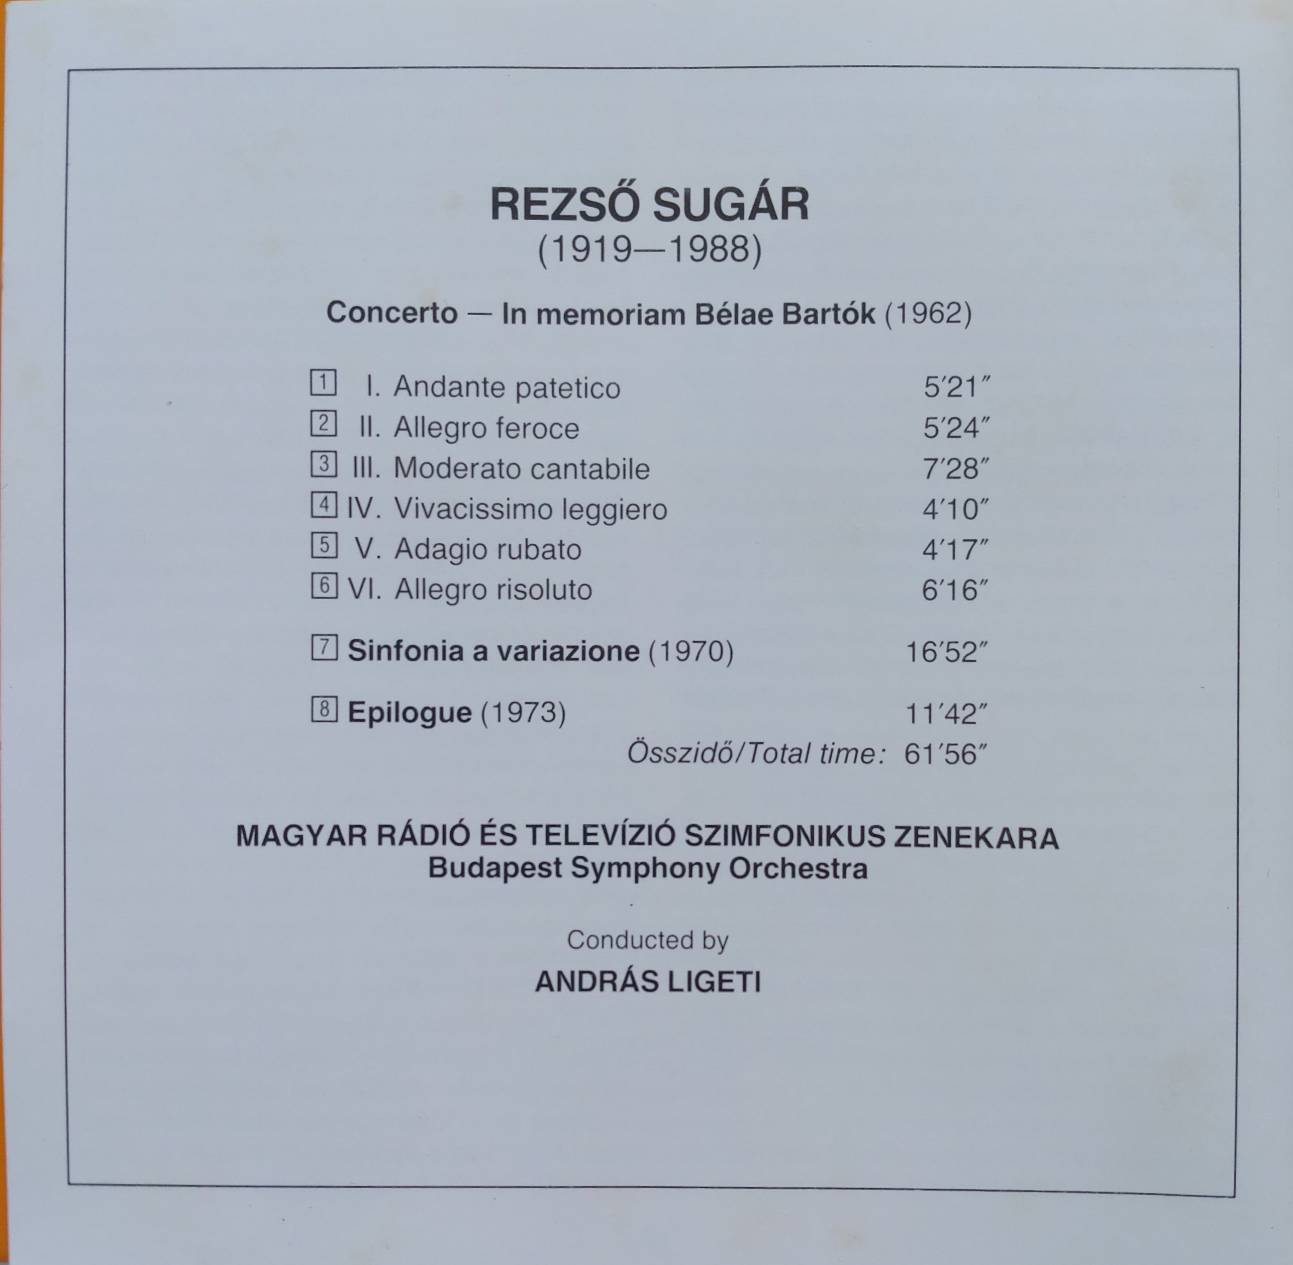 REZSŐ SUGÁR
(1919—1988)
Concerto — In memoriam Bélae Bartók (1962)
1 I. Andante patetico 5′21″
2 II. Allegro feroce 5′24″
3 III. Moderato cantabile 7′28″
4 IV. Vivacissimo leggiero 4′10″
5 V. Adagio rubato 4′17″
6 VI. Allegro risoluto 6′16″
7 Sinfonia a variazione (1970) 16′52″
8 Epilogue (1973) 11′42″
Összidő/Total time: 61′56″
MAGYAR RÁDIÓ ÉS TELEVÍZIÓ SZIMFONIKUS ZENEKARA
Budapest Symphony Orchestra
Conducted by
ANDRÁS LIGETI